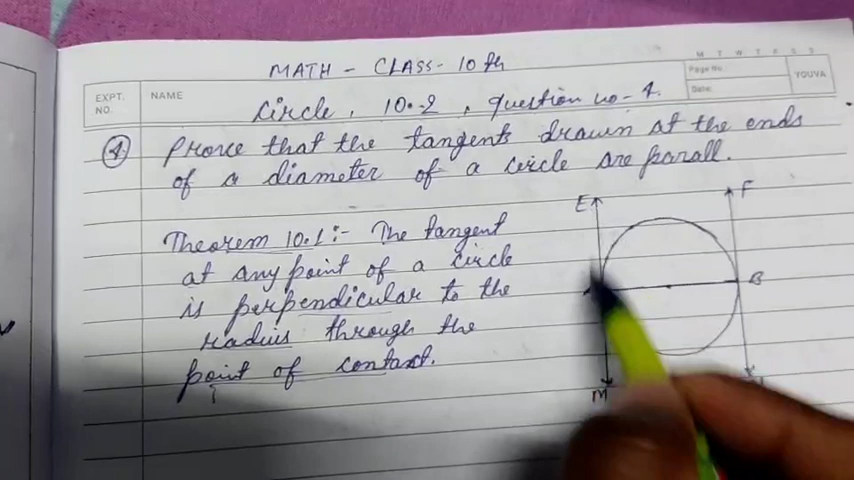 MATH - CLASS - 10 th
M T W T F S S
Page No.
Date:
YOUVA
EXPT. NO.
NAME
Circle, 10.2, question no - 4.
④ Prove that the tangents drawn at the ends
of a diameter of a circle are parall.
Theorem 10.1:- The tangent
at any point of a circle
is perpendicular to the
radius through the
point of contact.
E
F
B
M